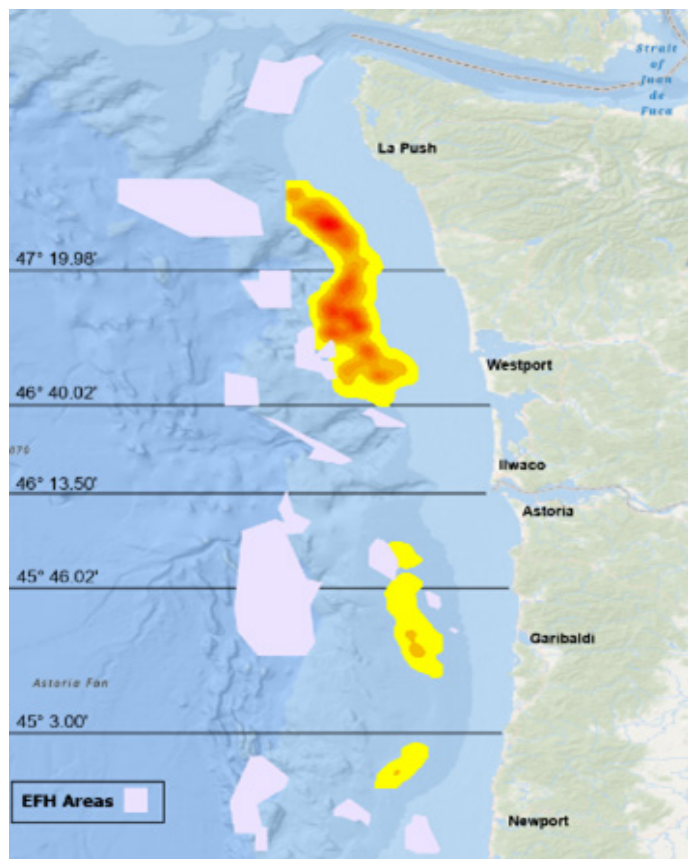 Strait
of
Juan
de
Fuca
La Push
47° 19.98'
Westport
46° 40.02'
Ilwaco
46° 13.50'
Astoria
45° 46.02'
Garibaldi
Astoria Fan
45° 3.00'
EFH Areas
Newport